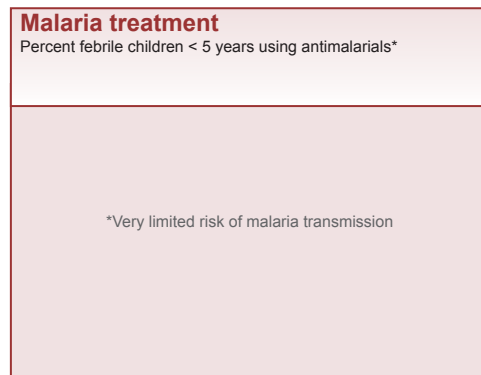 Malaria treatment
Percent febrile children < 5 years using antimalarials*
*Very limited risk of malaria transmission